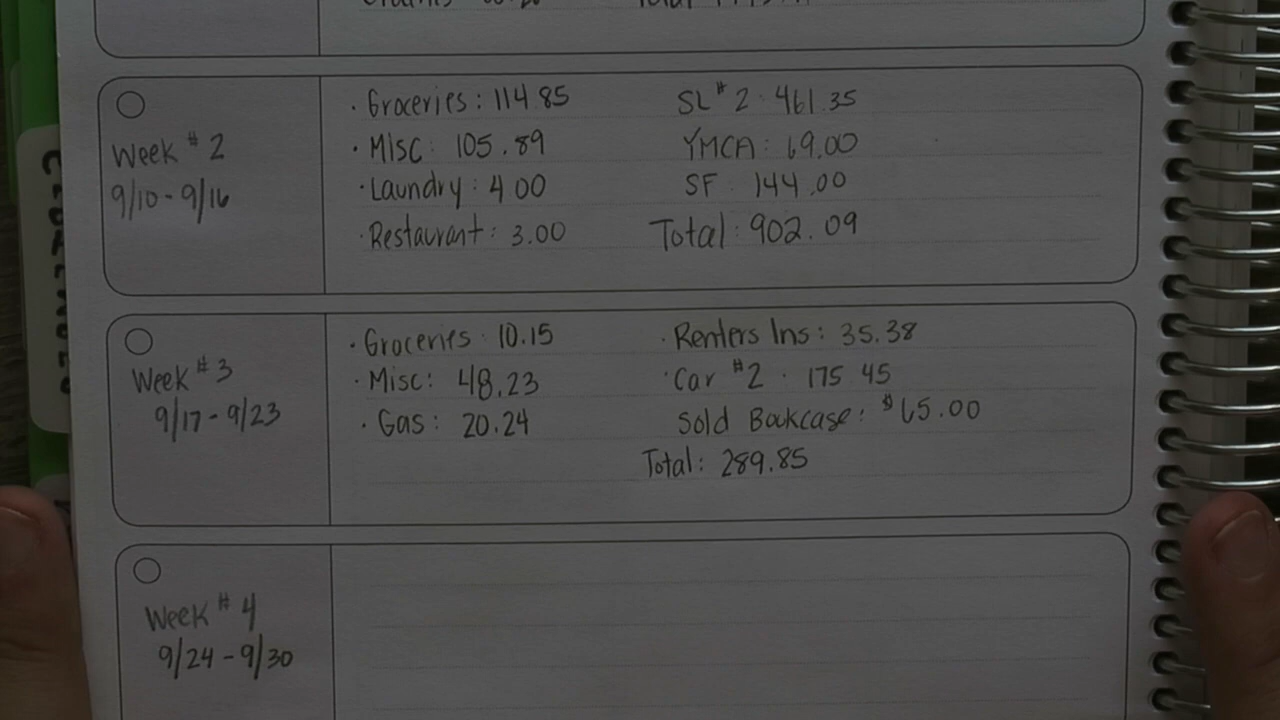 Week # 2
9/10 - 9/16
· Groceries : 114 85
· Misc: 105.89
· Laundry : 4 00
· Restaurant : 3.00
SL # 2 · 461.35
YMCA : 69.00
SF 144.00
Total : 902.09
Week # 3
9/17 - 9/23
· Groceries · 10.15
· Misc: 48.23
· Gas: 20.24
· Renters Ins: 35.38
· Car #2 · 175 45
Sold Bookcase: $65.00
Total: 289.85
Week # 4
9/24 - 9/30